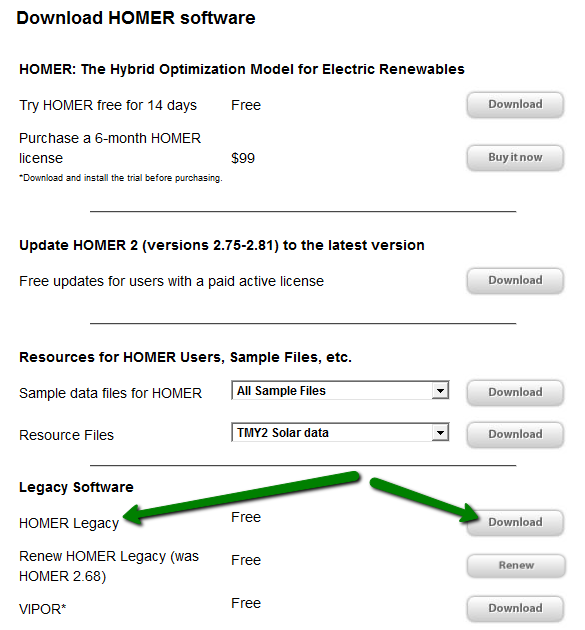 Download HOMER software
HOMER: The Hybrid Optimization Model for Electric Renewables
Try HOMER free for 14 days Free Download
Purchase a 6-month HOMER
license $99 Buy it now
*Download and install the trial before purchasing.
Update HOMER 2 (versions 2.75-2.81) to the latest version
Free updates for users with a paid active license Download
Resources for HOMER Users, Sample Files, etc.
Sample data files for HOMER All Sample Files Download
Resource Files TMY2 Solar data Download
Legacy Software
HOMER Legacy Free Download
Renew HOMER Legacy (was
HOMER 2.68) Free Renew
VIPOR* Free Download